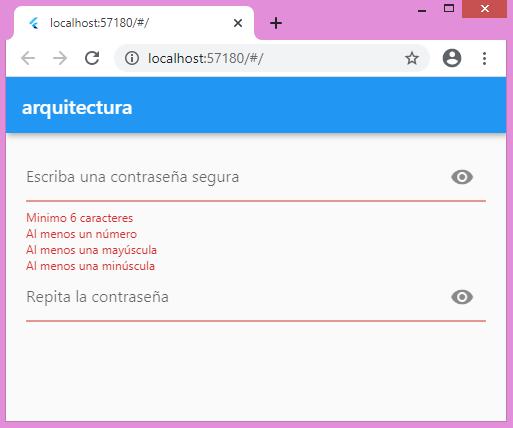 localhost:57180/#/
localhost:57180/#/
arquitectura
Escriba una contraseña segura
Minimo 6 caracteres
Al menos un número
Al menos una mayúscula
Al menos una minúscula
Repita la contraseña